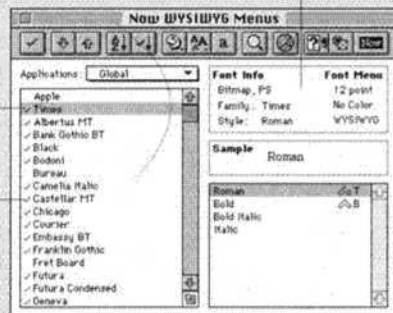 Now WYSIWYG Menus
a
Now
Applications: Global
Apple
Times
Albertus MT
Bank Gothic BT
Black
Bodoni
Bureau
Camelia Italic
Castellar MT
Chicago
Courier
Embassy BT
Franklin Gothic
Fret Board
Futura
Futura Condensed
Geneva
Font Info
Font Menu
Bitmap, PS
12 point
Family: Times
No Color
Style: Roman
WYSIWYG
Sample
Roman
Roman T
Bold B
Bold Italic
Italic